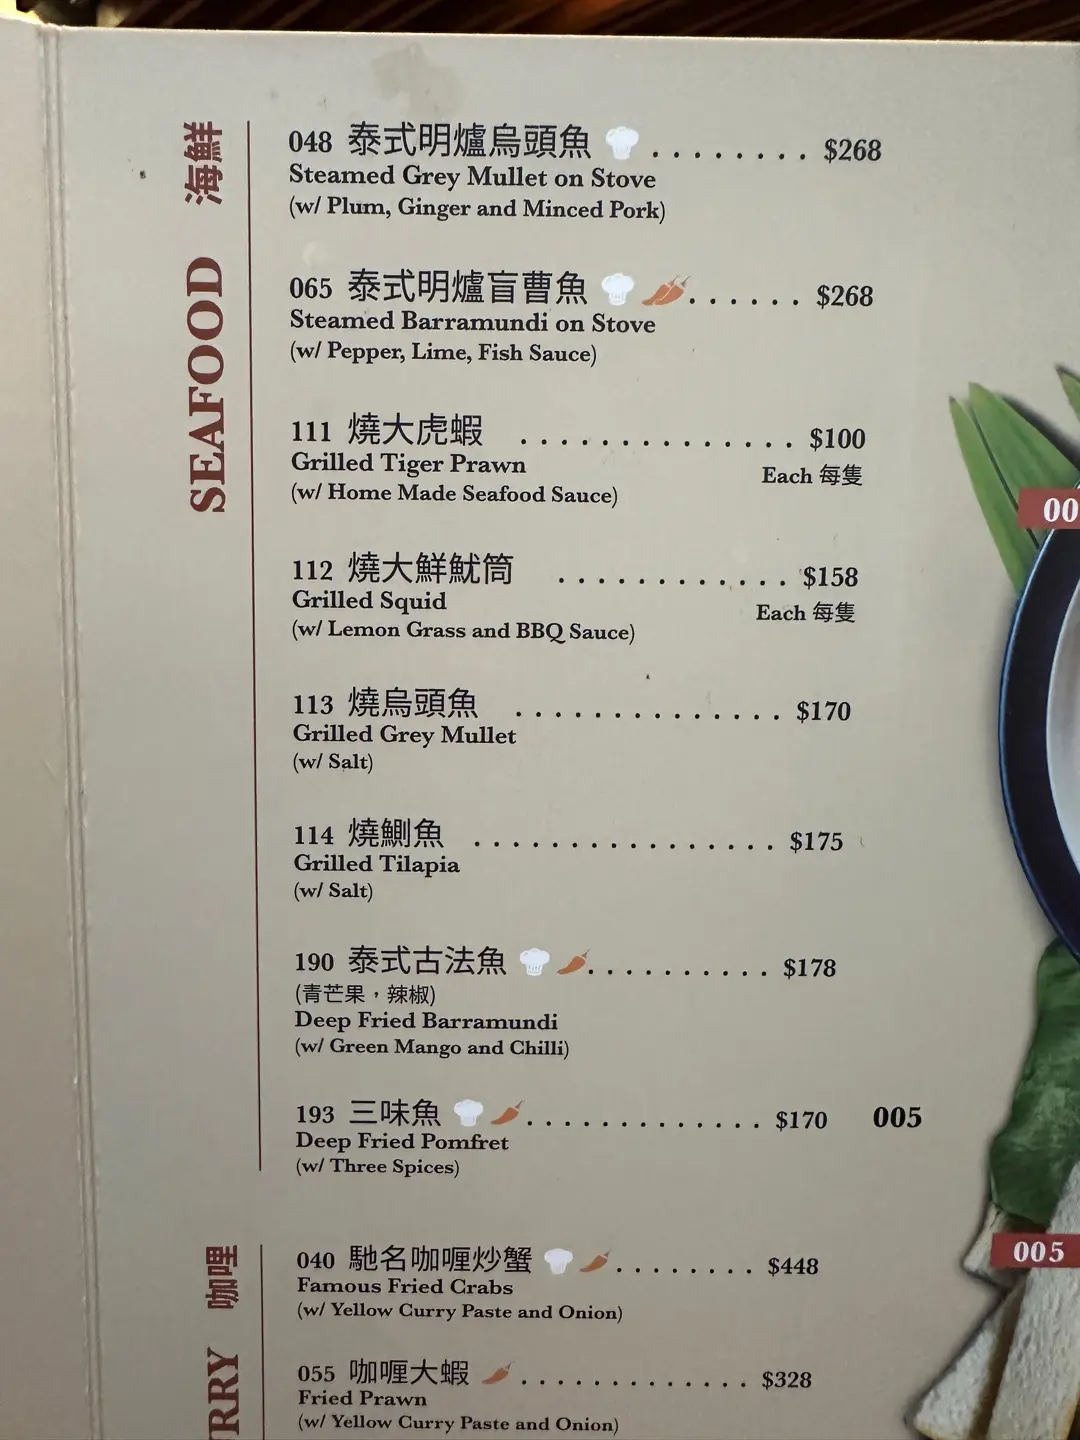 海鮮
SEAFOOD
048 泰式明爐烏頭魚 ........ $268
Steamed Grey Mullet on Stove
(w/ Plum, Ginger and Minced Pork)
065 泰式明爐盲曹魚 ...... $268
Steamed Barramundi on Stove
(w/ Pepper, Lime, Fish Sauce)
111 燒大虎蝦 .............. $100
Grilled Tiger Prawn
Each 每隻
(w/ Home Made Seafood Sauce)
112 燒大鮮魷筒 ............ $158
Grilled Squid
Each 每隻
(w/ Lemon Grass and BBQ Sauce)
113 燒烏頭魚 .............. $170
Grilled Grey Mullet
(w/ Salt)
114 燒鰂魚 ................ $175
Grilled Tilapia
(w/ Salt)
190 泰式古法魚 .......... $178
(青芒果，辣椒)
Deep Fried Barramundi
(w/ Green Mango and Chilli)
193 三味魚 ............. $170 005
Deep Fried Pomfret
(w/ Three Spices)
咖哩
RRY
040 馳名咖喱炒蟹 ........ $448
Famous Fried Crabs
(w/ Yellow Curry Paste and Onion)
055 咖喱大蝦 ............. $328
Fried Prawn
(w/ Yellow Curry Paste and Onion)
00
005